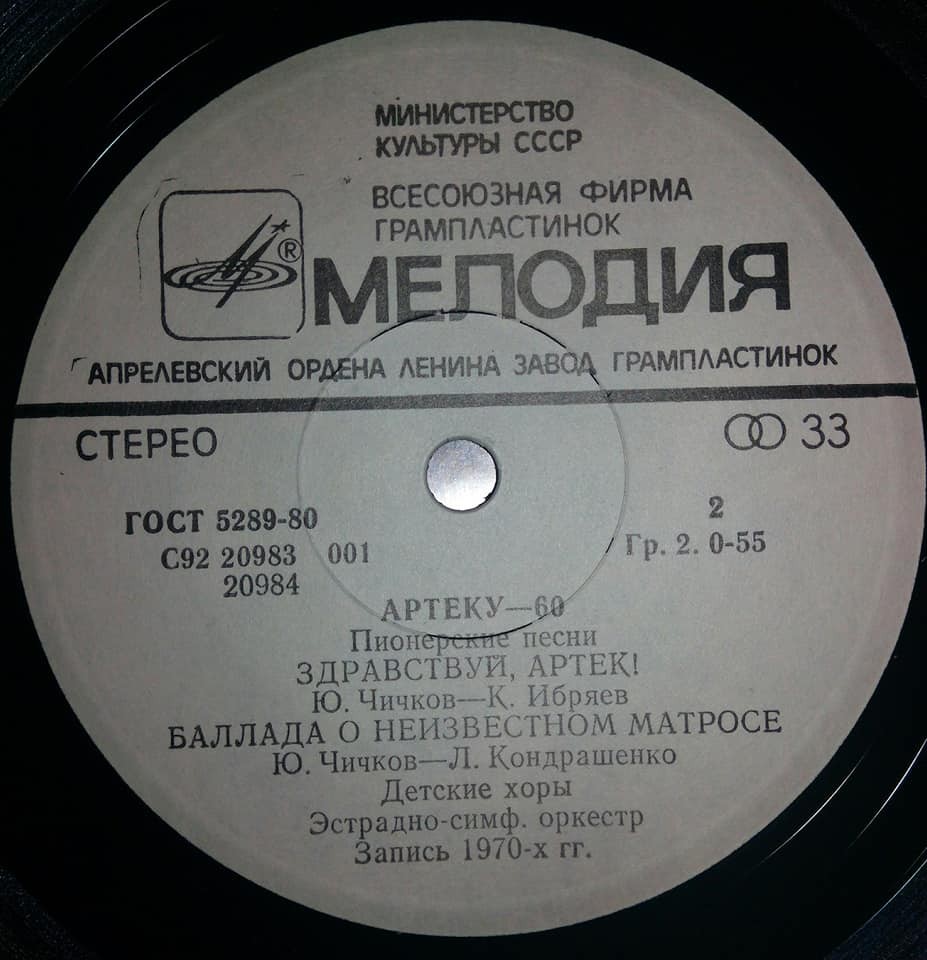 МИНИСТЕРСТВО
КУЛЬТУРЫ СССР
ВСЕСОЮЗНАЯ ФИРМА
ГРАМПЛАСТИНОК
®
МЕЛОДИЯ
АПРЕЛЕВСКИЙ ОРДЕНА ЛЕНИНА ЗАВОД ГРАМПЛАСТИНОК
СТЕРЕО
33
ГОСТ 5289-80
2
С92 20983 001
Гр. 2. 0-55
20984
АРТЕКУ—60
Пионерские песни
ЗДРАВСТВУЙ, АРТЕК!
Ю. Чичков—К. Ибряев
БАЛЛАДА О НЕИЗВЕСТНОМ МАТРОСЕ
Ю. Чичков—Л. Кондрашенко
Детские хоры
Эстрадно-симф. оркестр
Запись 1970-х гг.